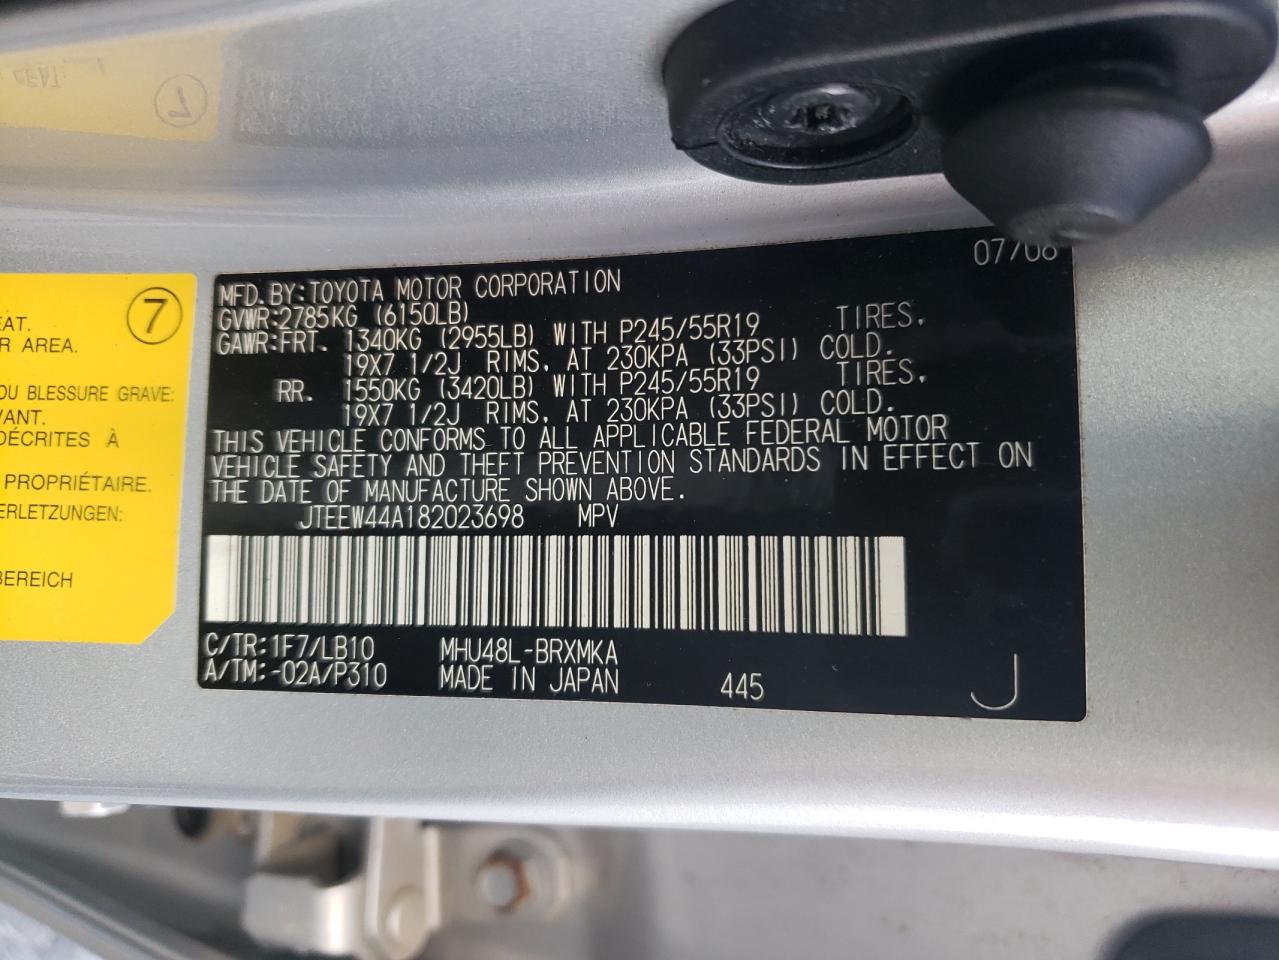 7
EAT.
R AREA.
OU BLESSURE GRAVE:
VANT.
DÉCRITES À
PROPRIÉTAIRE.
ERLETZUNGEN:
BEREICH
07/08
MFD.BY:TOYOTA MOTOR CORPORATION
GVWR:2785KG (6150LB)
GAWR:FRT. 1340KG (2955LB) WITH P245/55R19 TIRES,
19X7 1/2J RIMS, AT 230KPA (33PSI) COLD.
RR. 1550KG (3420LB) WITH P245/55R19 TIRES,
19X7 1/2J RIMS, AT 230KPA (33PSI) COLD.
THIS VEHICLE CONFORMS TO ALL APPLICABLE FEDERAL MOTOR
VEHICLE SAFETY AND THEFT PREVENTION STANDARDS IN EFFECT ON
THE DATE OF MANUFACTURE SHOWN ABOVE.
JTEEW44A182023698 MPV
C/TR:1F7/LB10 MHU48L-BRXMKA
A/TM:-02A/P310 MADE IN JAPAN 445 J